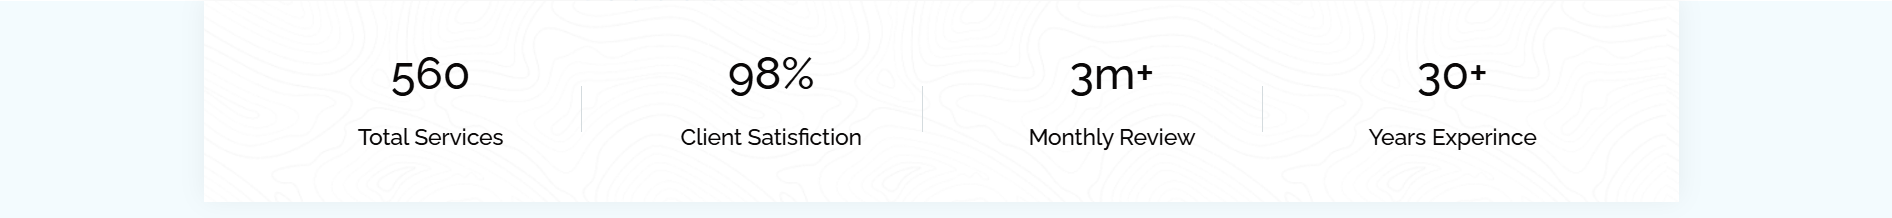 560
98%
3m+
30+
Total Services
Client Satisfiction
Monthly Review
Years Experince